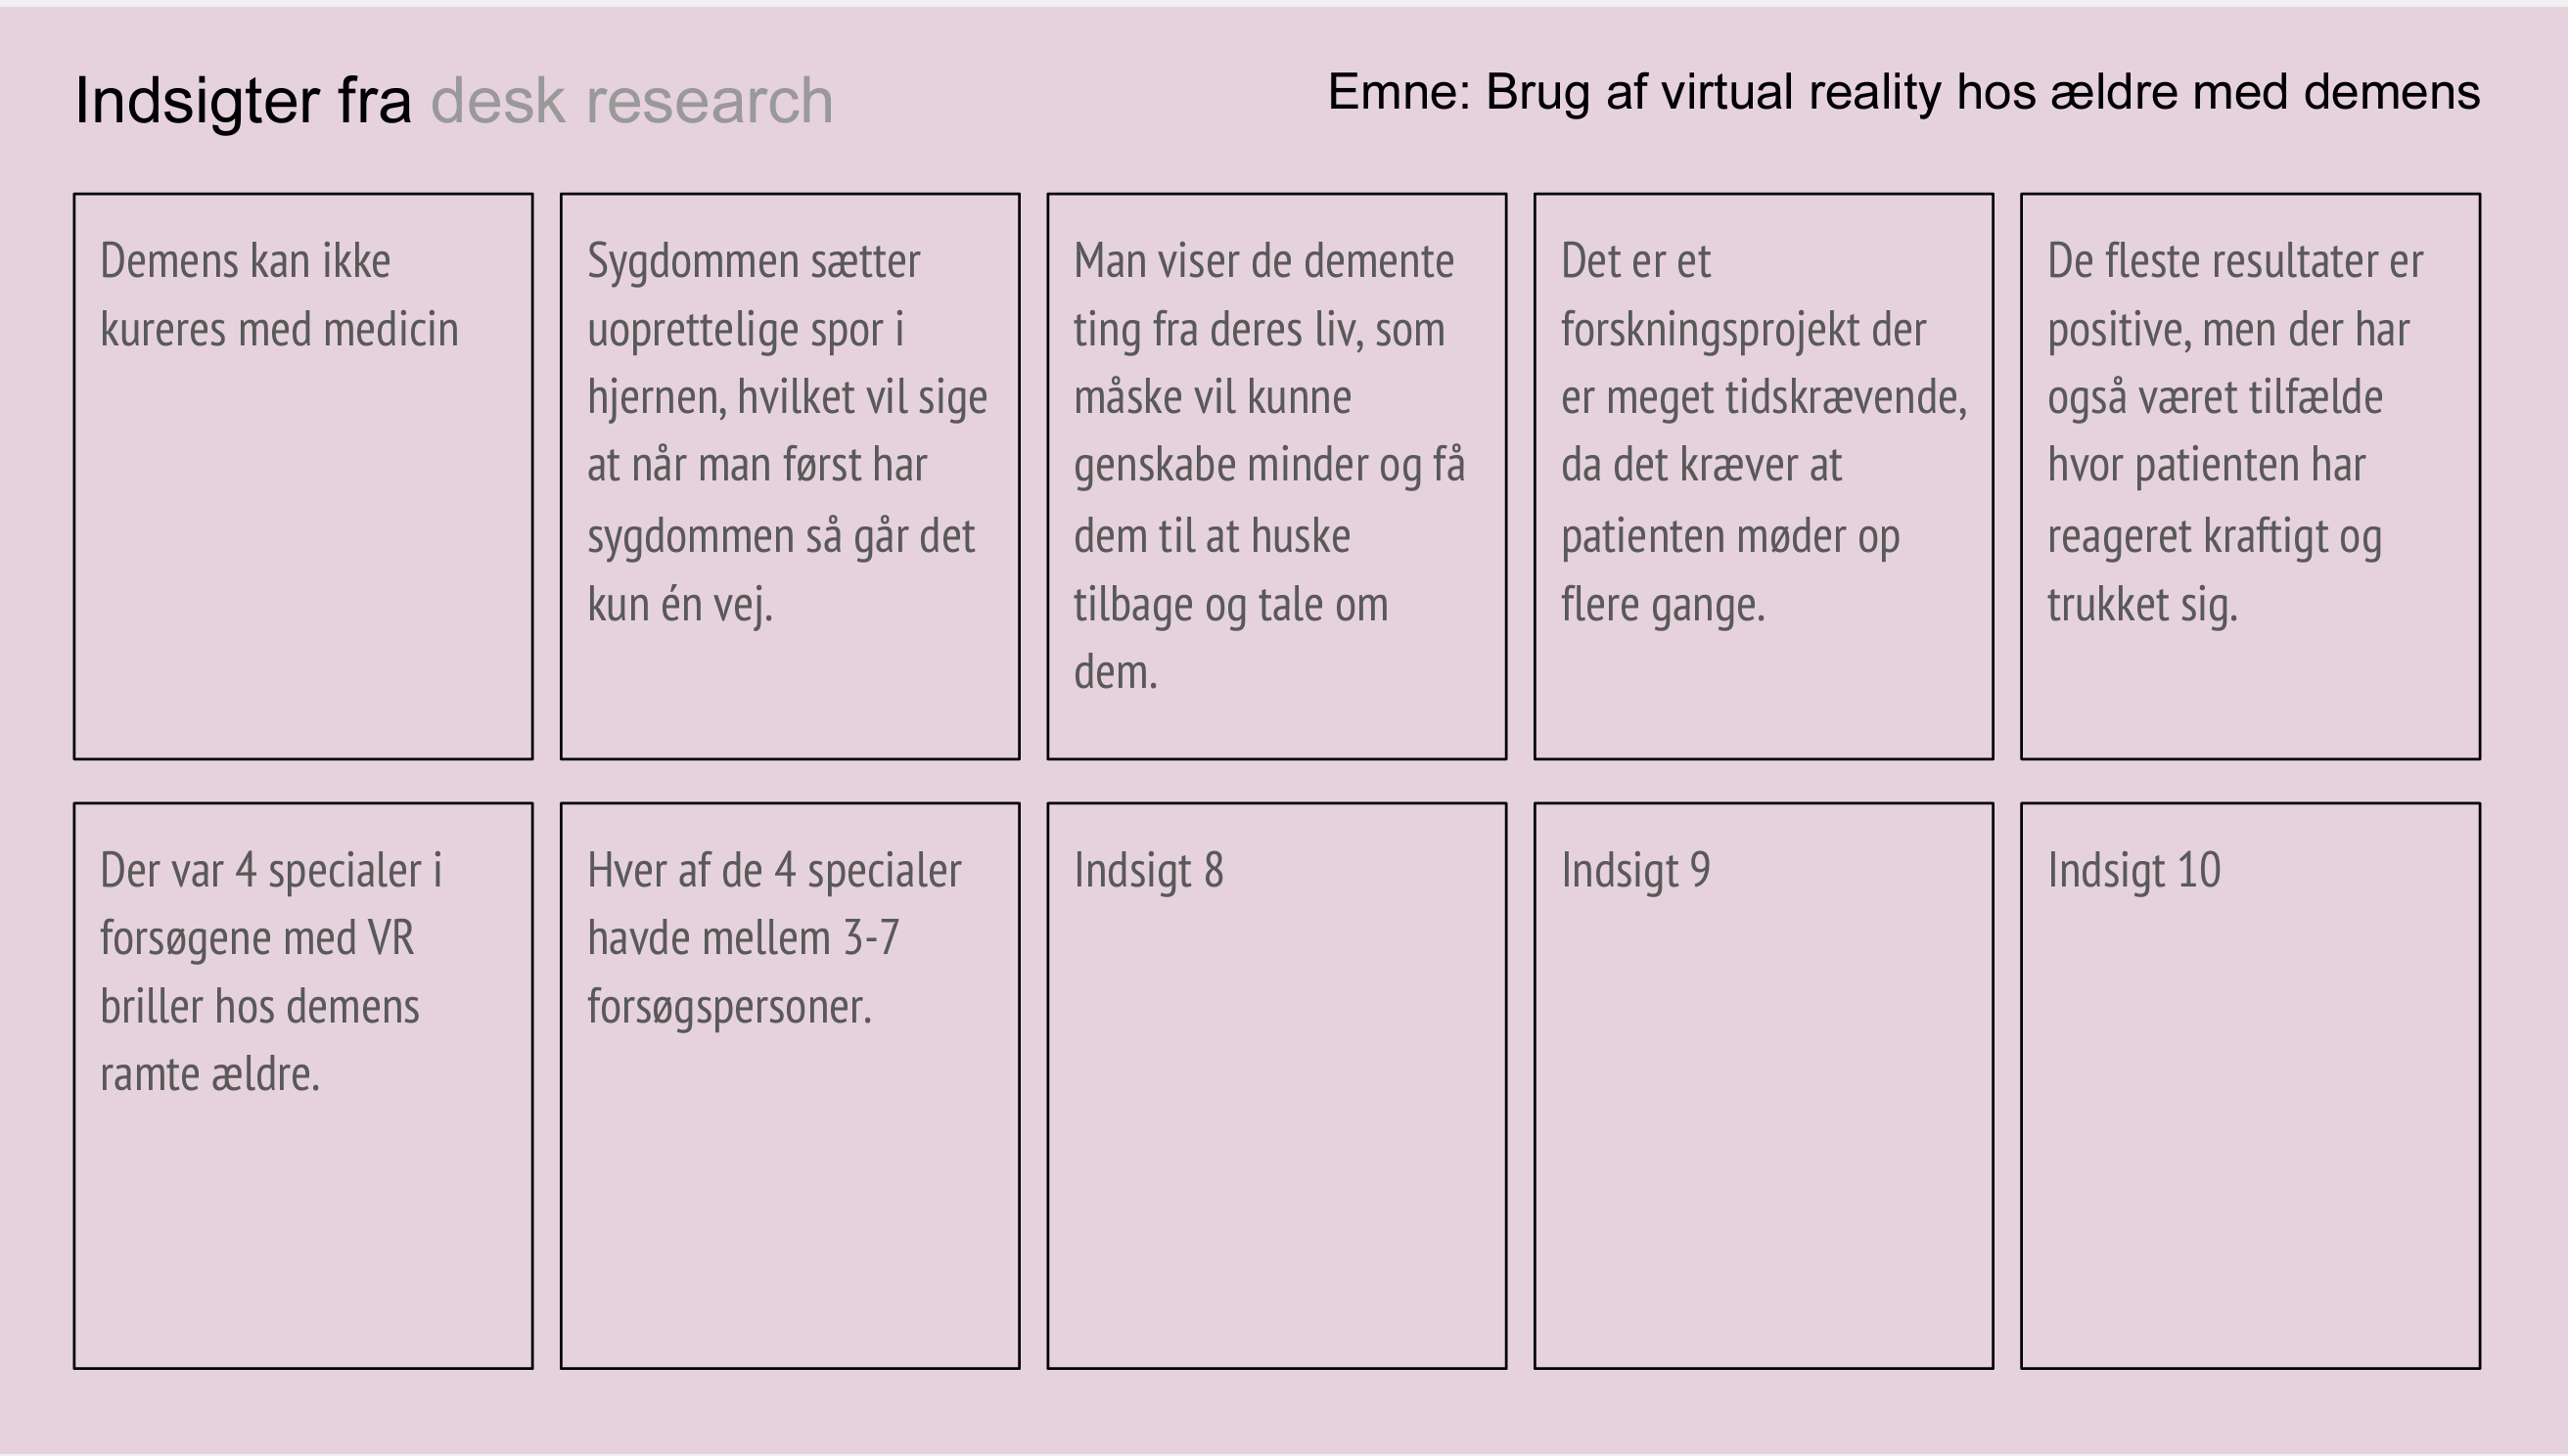 Indsigter fra desk research
Emne: Brug af virtual reality hos ældre med demens
Demens kan ikke
kureres med medicin
Sygdommen sætter
uoprettelige spor i
hjernen, hvilket vil sige
at når man først har
sygdommen så går det
kun én vej.
Man viser de demente
ting fra deres liv, som
måske vil kunne
genskabe minder og få
dem til at huske
tilbage og tale om
dem.
Det er et
forskningsprojekt der
er meget tidskrævende,
da det kræver at
patienten møder op
flere gange.
De fleste resultater er
positive, men der har
også været tilfælde
hvor patienten har
reageret kraftigt og
trukket sig.
Der var 4 specialer i
forsøgene med VR
briller hos demens
ramte ældre.
Hver af de 4 specialer
havde mellem 3-7
forsøgspersoner.
Indsigt 8
Indsigt 9
Indsigt 10